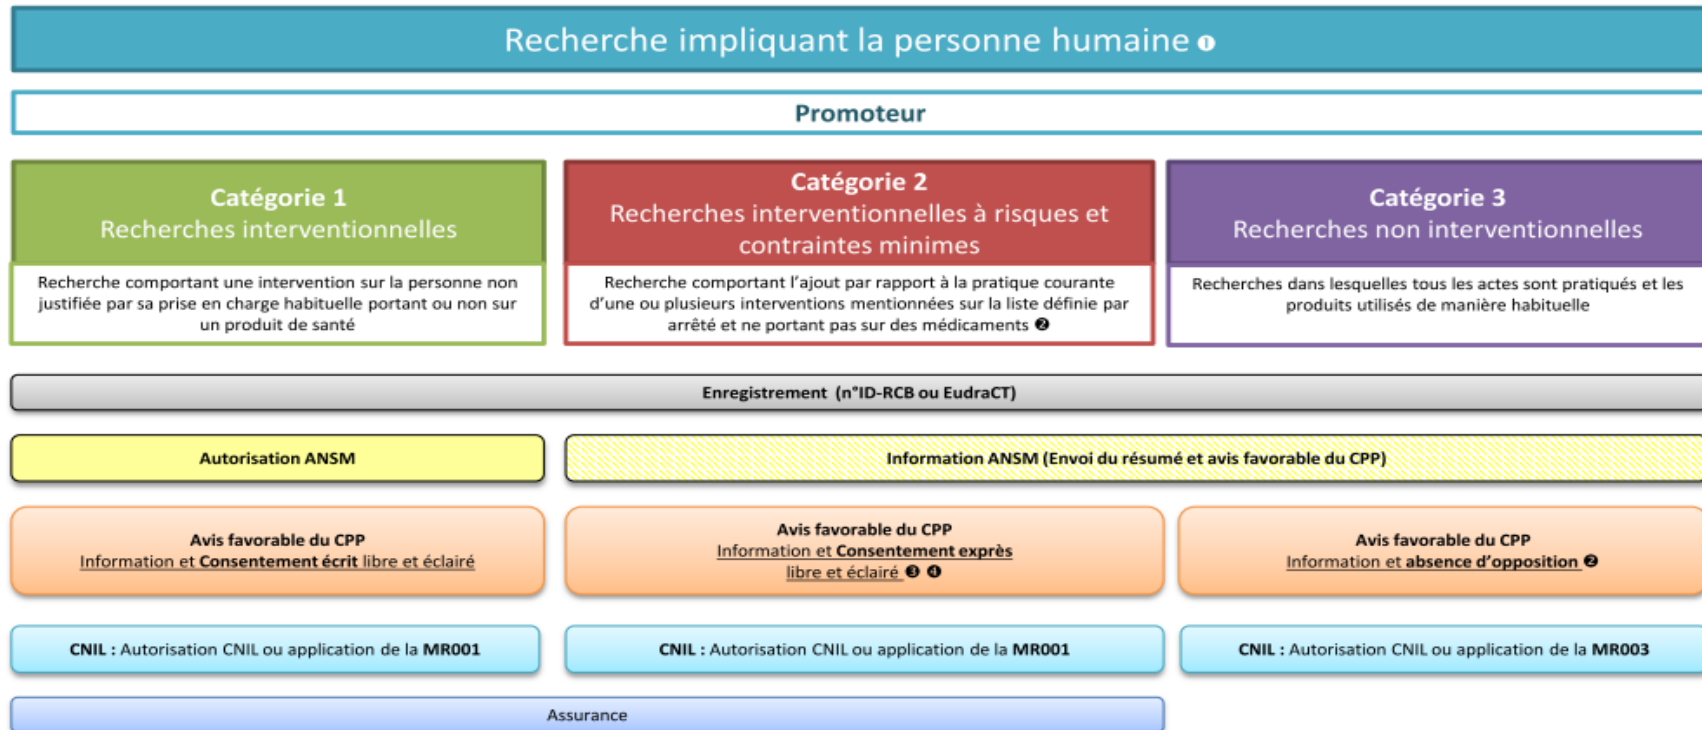 Recherche impliquant la personne humaine ❶
Promoteur
Catégorie 1
Recherches interventionnelles
Recherche comportant une intervention sur la personne non
justifiée par sa prise en charge habituelle portant ou non sur
un produit de santé
Catégorie 2
Recherches interventionnelles à risques et
contraintes minimes
Recherche comportant l’ajout par rapport à la pratique courante
d’une ou plusieurs interventions mentionnées sur la liste définie par
arrêté et ne portant pas sur des médicaments ❷
Catégorie 3
Recherches non interventionnelles
Recherches dans lesquelles tous les actes sont pratiqués et les
produits utilisés de manière habituelle
Enregistrement (n°ID-RCB ou EudraCT)
Autorisation ANSM
Information ANSM (Envoi du résumé et avis favorable du CPP)
Avis favorable du CPP
Information et Consentement écrit libre et éclairé
Avis favorable du CPP
Information et Consentement exprès
libre et éclairé ❸ ❹
Avis favorable du CPP
Information et absence d’opposition ❷
CNIL : Autorisation CNIL ou application de la MR001
CNIL : Autorisation CNIL ou application de la MR001
CNIL : Autorisation CNIL ou application de la MR003
Assurance